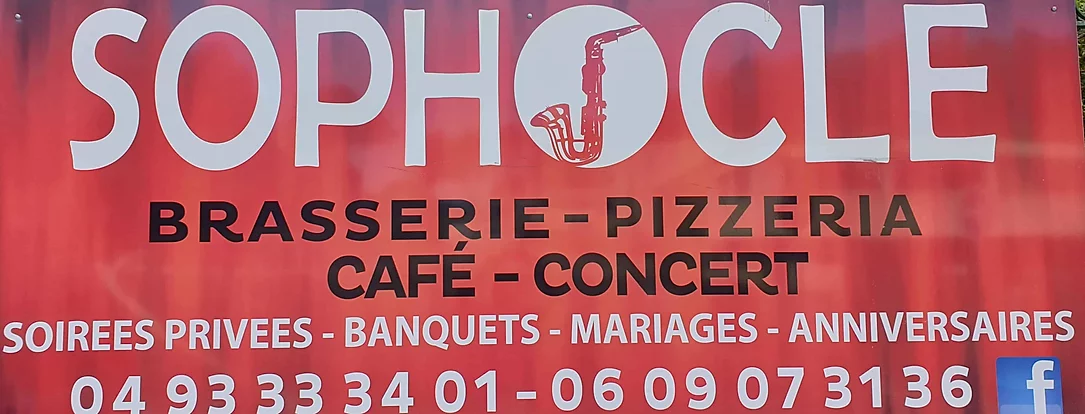 SOPHOCLE
BRASSERIE - PIZZERIA
CAFÉ - CONCERT
SOIREES PRIVEES - BANQUETS - MARIAGES - ANNIVERSAIRES
04 93 33 34 01 - 06 09 07 31 36 f